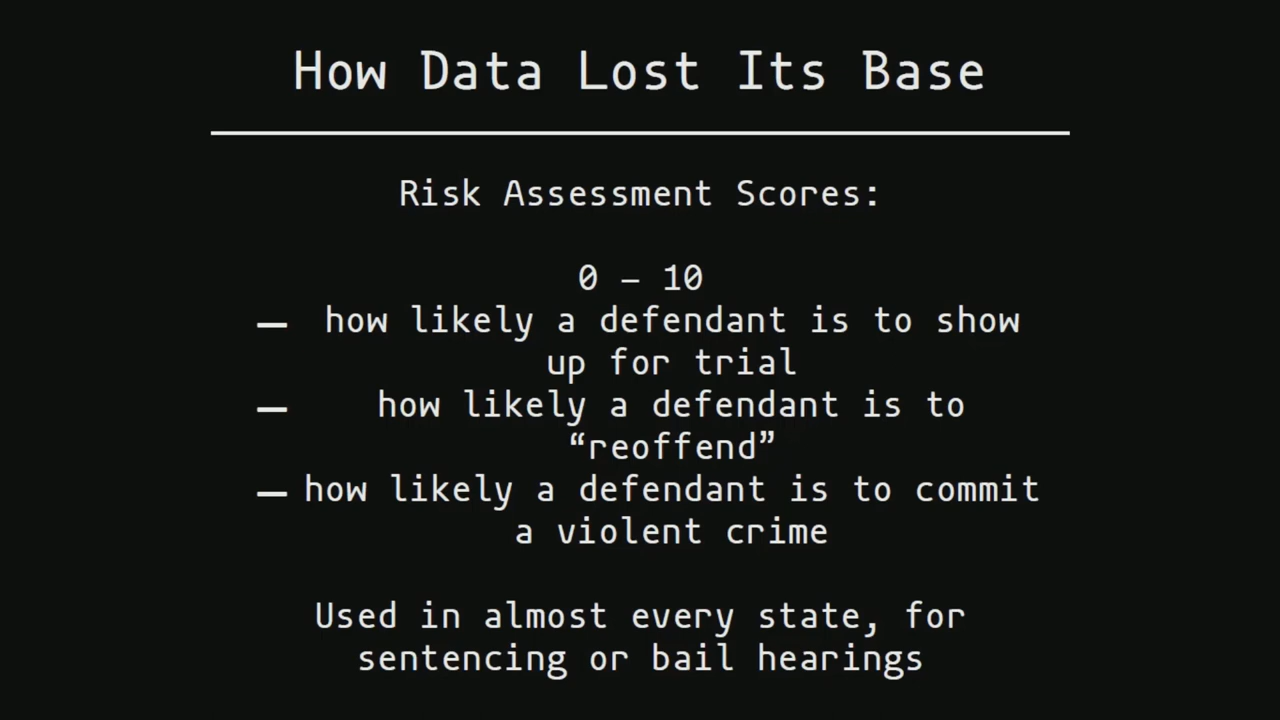 How Data Lost Its Base
Risk Assessment Scores:
0 – 10
– how likely a defendant is to show
up for trial
– how likely a defendant is to
“reoffend”
– how likely a defendant is to commit
a violent crime
Used in almost every state, for
sentencing or bail hearings